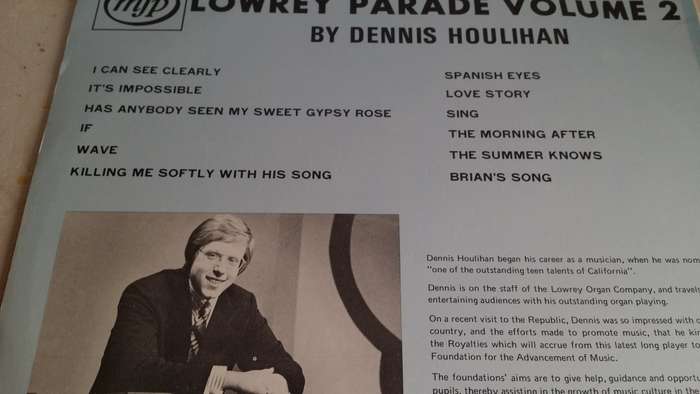 mfp
LOWREY PARADE VOLUME 2
BY DENNIS HOULIHAN
I CAN SEE CLEARLY
IT'S IMPOSSIBLE
HAS ANYBODY SEEN MY SWEET GYPSY ROSE
IF
WAVE
KILLING ME SOFTLY WITH HIS SONG
SPANISH EYES
LOVE STORY
SING
THE MORNING AFTER
THE SUMMER KNOWS
BRIAN'S SONG
Dennis Houlihan began his career as a musician, when he was nom
"one of the outstanding teen talents of California".
Dennis is on the staff of the Lowrey Organ Company, and travels
entertaining audiences with his outstanding organ playing.
On a recent visit to the Republic, Dennis was so impressed with
country, and the efforts made to promote music, that he kin
the Royalties which will accrue from this latest long player to
Foundation for the Advancement of Music.
The foundations' aims are to give help, guidance and opportu
pupils, thereby assisting in the growth of music culture in the